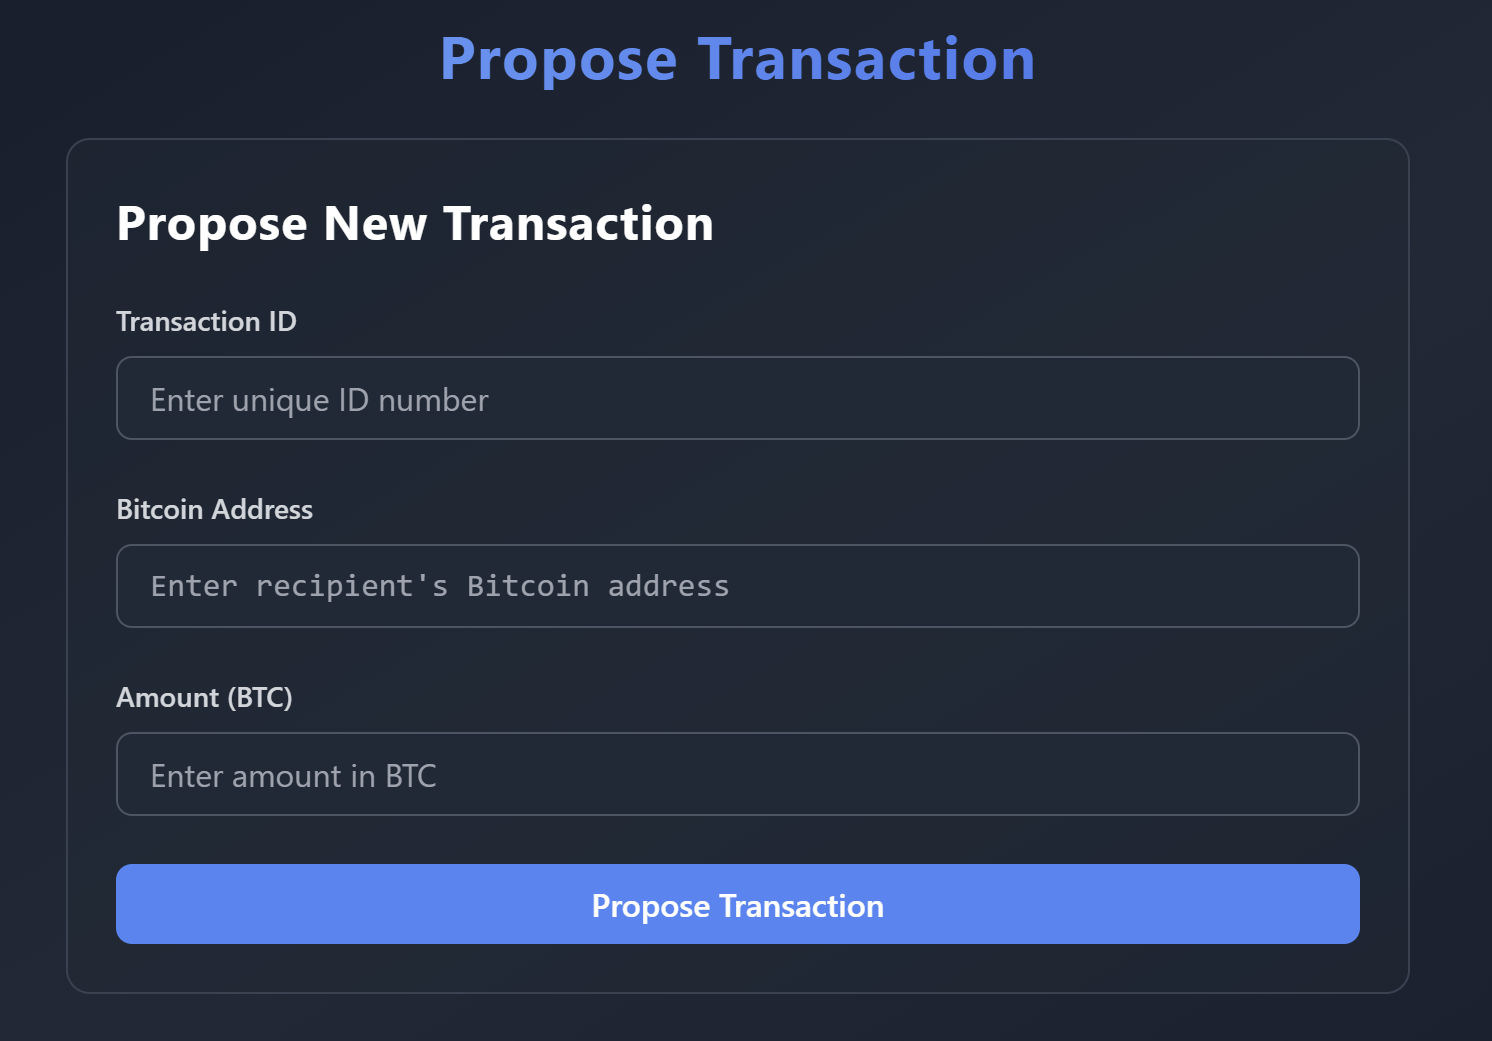 Propose Transaction
Propose New Transaction
Transaction ID
Enter unique ID number
Bitcoin Address
Enter recipient's Bitcoin address
Amount (BTC)
Enter amount in BTC
Propose Transaction